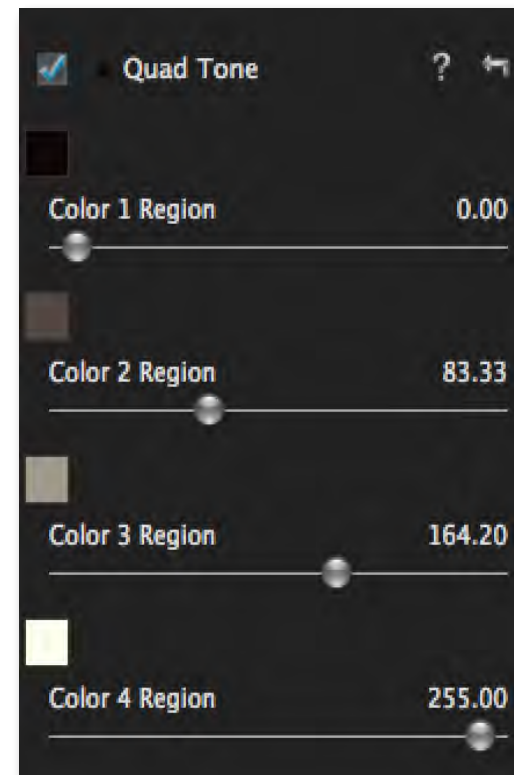 Quad Tone ?
Color 1 Region 0.00
Color 2 Region 83.33
Color 3 Region 164.20
Color 4 Region 255.00